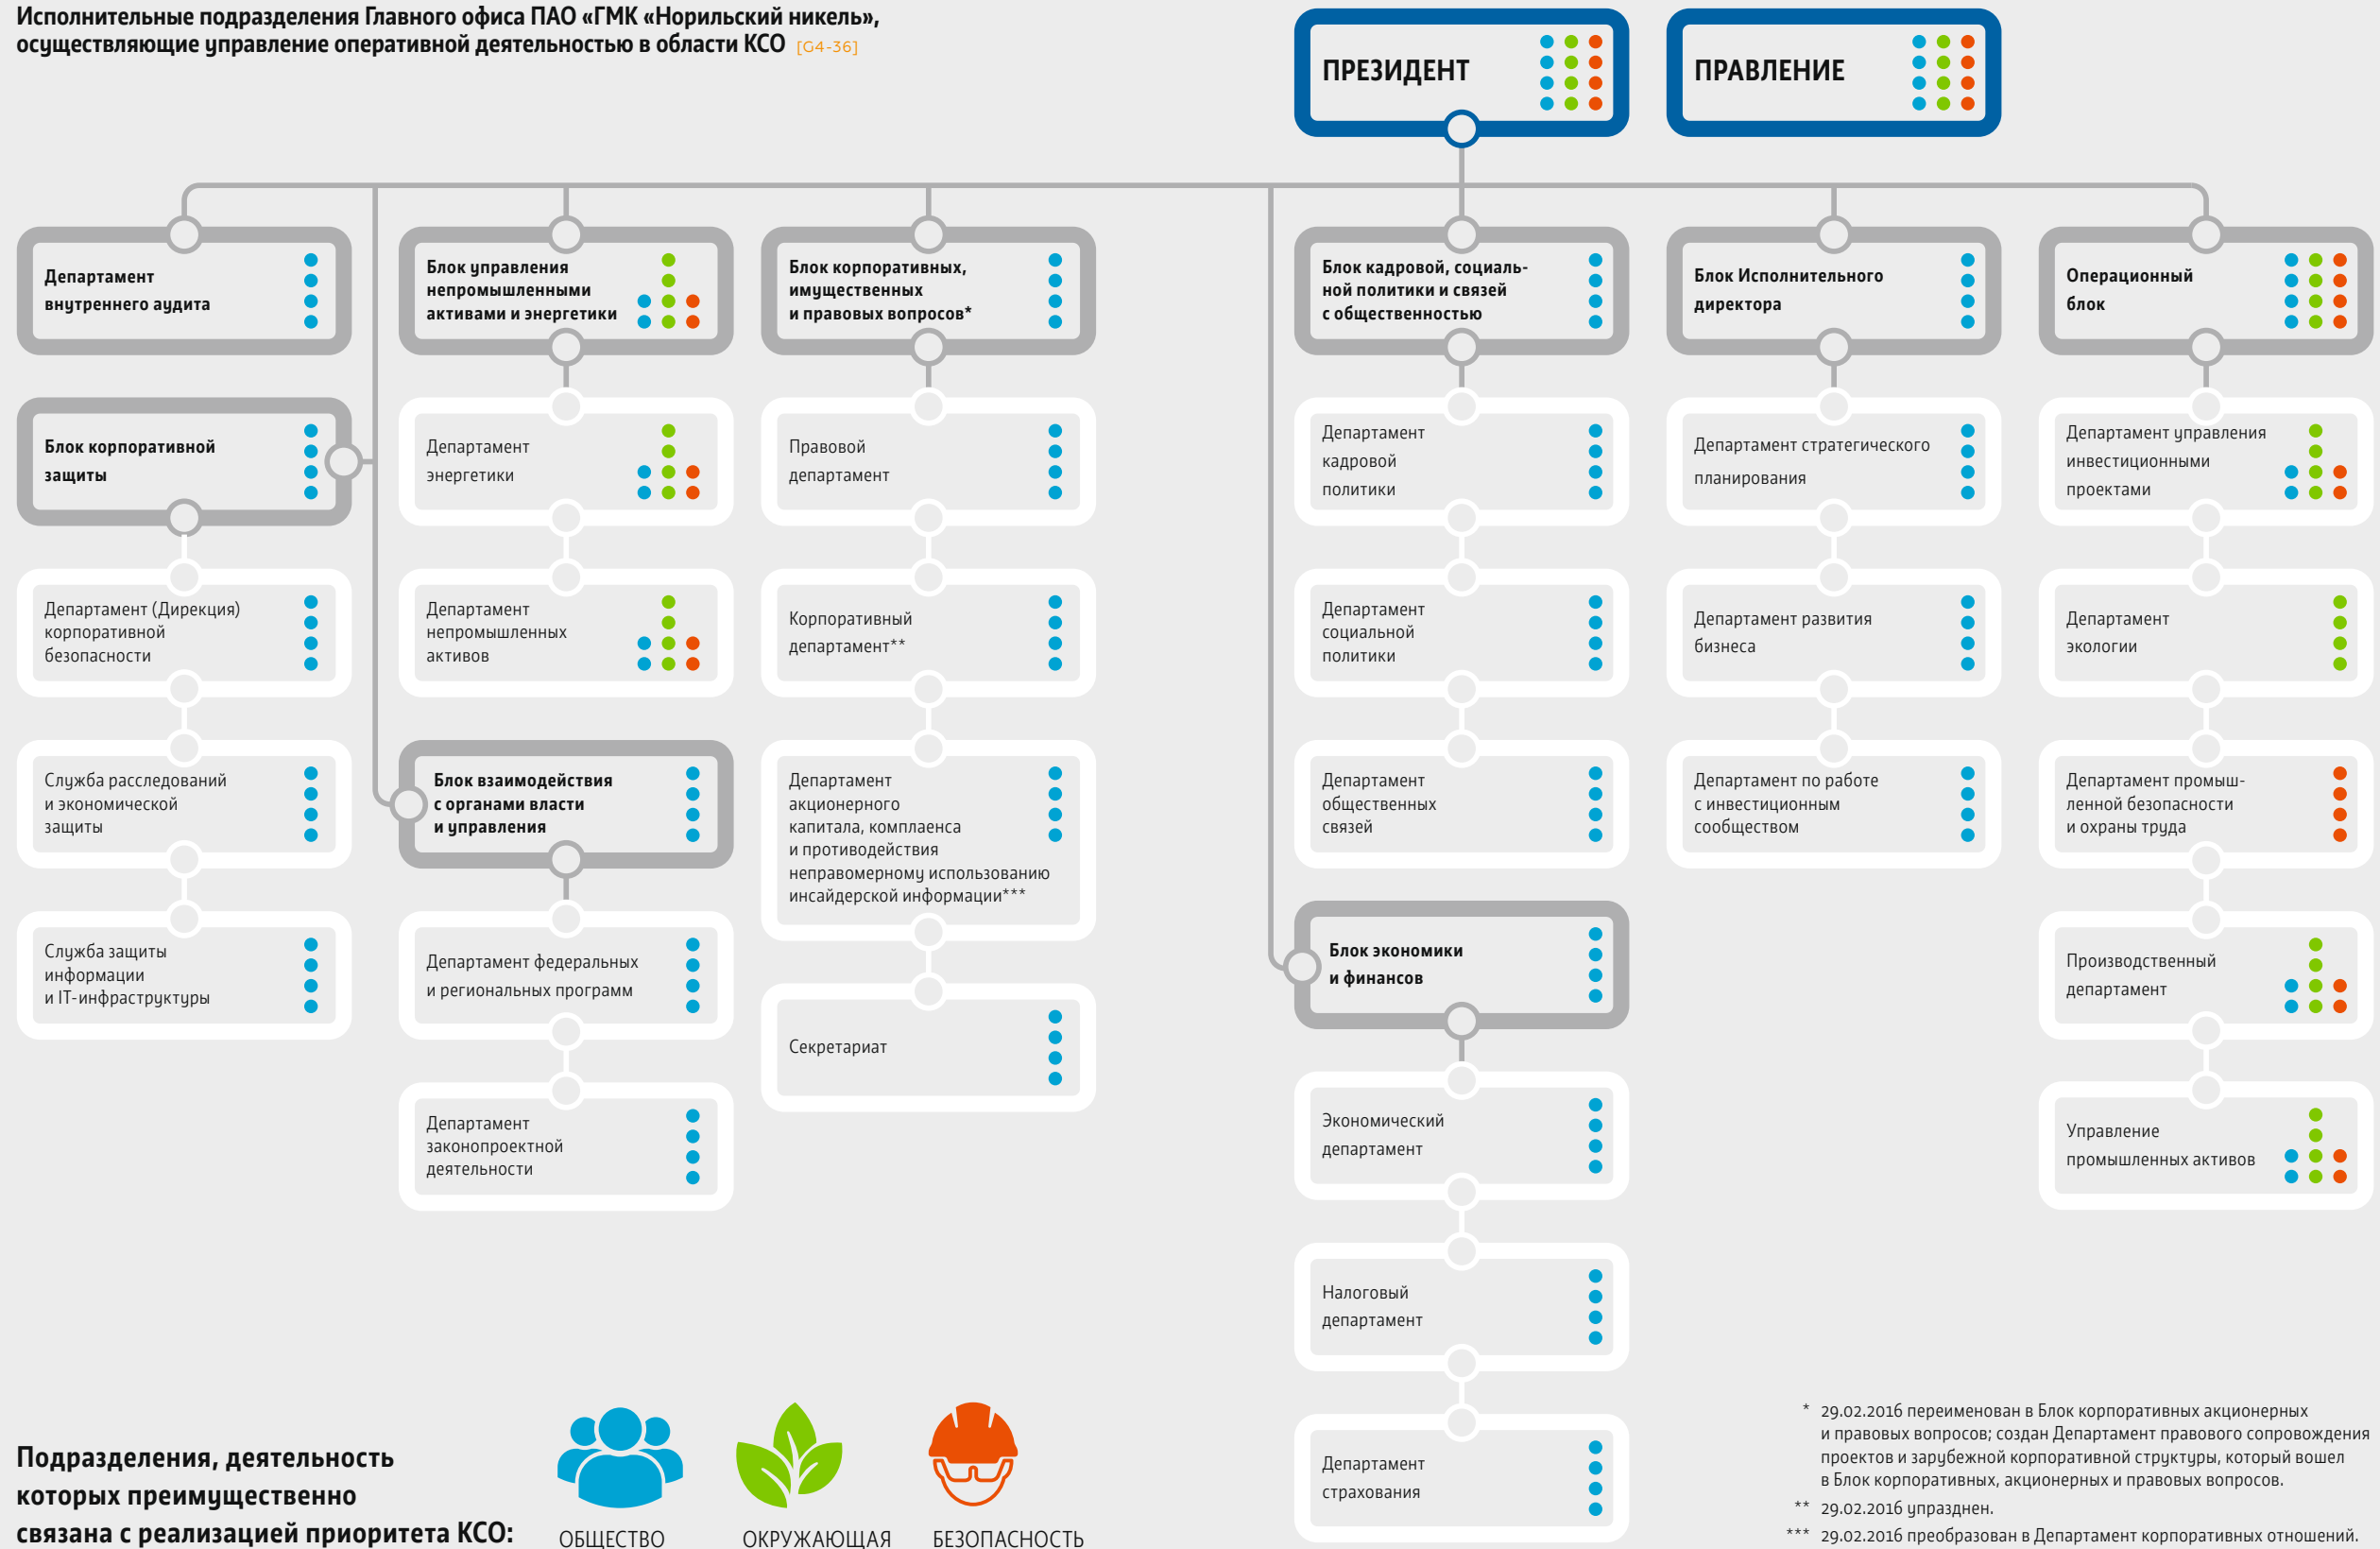 Исполнительные подразделения Главного офиса ПАО «ГМК «Норильский никель»,
осуществляющие управление оперативной деятельностью в области КСО [G4-36]
ПРЕЗИДЕНТ
ПРАВЛЕНИЕ
Департамент
внутреннего аудита
Блок управления
непромышленными
активами и энергетики
Блок корпоративных,
имущественных
и правовых вопросов*
Блок кадровой, социаль-
ной политики и связей
с общественностью
Блок Исполнительного
директора
Операционный
блок
Блок корпоративной
защиты
Департамент
энергетики
Правовой
департамент
Департамент
кадровой
политики
Департамент стратегического
планирования
Департамент управления
инвестиционными
проектами
Департамент (Дирекция)
корпоративной
безопасности
Департамент
непромышленных
активов
Корпоративный
департамент**
Департамент
социальной
политики
Департамент развития
бизнеса
Департамент
экологии
Служба расследований
и экономической
защиты
Блок взаимодействия
с органами власти
и управления
Департамент
акционерного
капитала, комплаенса
и противодействия
неправомерному использованию
инсайдерской информации***
Департамент
общественных
связей
Департамент по работе
с инвестиционным
сообществом
Департамент промыш-
ленной безопасности
и охраны труда
Служба защиты
информации
и IT-инфраструктуры
Департамент федеральных
и региональных программ
Секретариат
Блок экономики
и финансов
Производственный
департамент
Департамент
законопроектной
деятельности
Экономический
департамент
Управление
промышленных активов
Налоговый
департамент
Департамент
страхования
Подразделения, деятельность
которых преимущественно
связана с реализацией приоритета КСО:
ОБЩЕСТВО
ОКРУЖАЮЩАЯ
БЕЗОПАСНОСТЬ
* 29.02.2016 переименован в Блок корпоративных акционерных
и правовых вопросов; создан Департамент правового сопровождения
проектов и зарубежной корпоративной структуры, который вошел
в Блок корпоративных, акционерных и правовых вопросов.
** 29.02.2016 упразднен.
*** 29.02.2016 преобразован в Департамент корпоративных отношений.